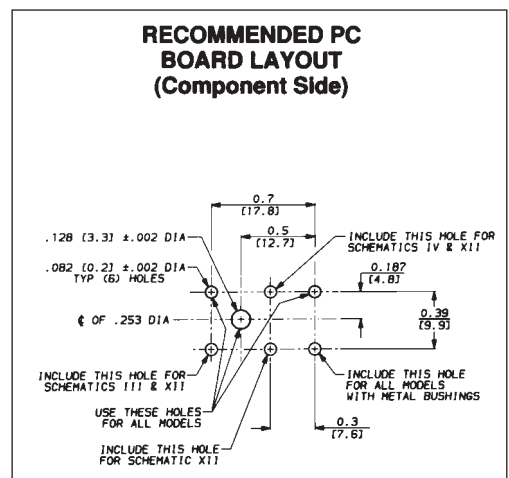 RECOMMENDED PC
BOARD LAYOUT
(Component Side)
0.7
[17.8]
0.5
[12.7]
.128 [3.3] ±.002 DIA
INCLUDE THIS HOLE FOR
SCHEMATICS IV & XII
.082 [0.2] ±.002 DIA
TYP (6) HOLES
0.187
[4.8]
℄ OF .253 DIA
0.39
[9.9]
INCLUDE THIS HOLE FOR
SCHEMATICS III & XII
INCLUDE THIS HOLE
FOR ALL MODELS
WITH METAL BUSHINGS
USE THESE HOLES
FOR ALL MODELS
0.3
[7.6]
INCLUDE THIS HOLE
FOR SCHEMATIC XII